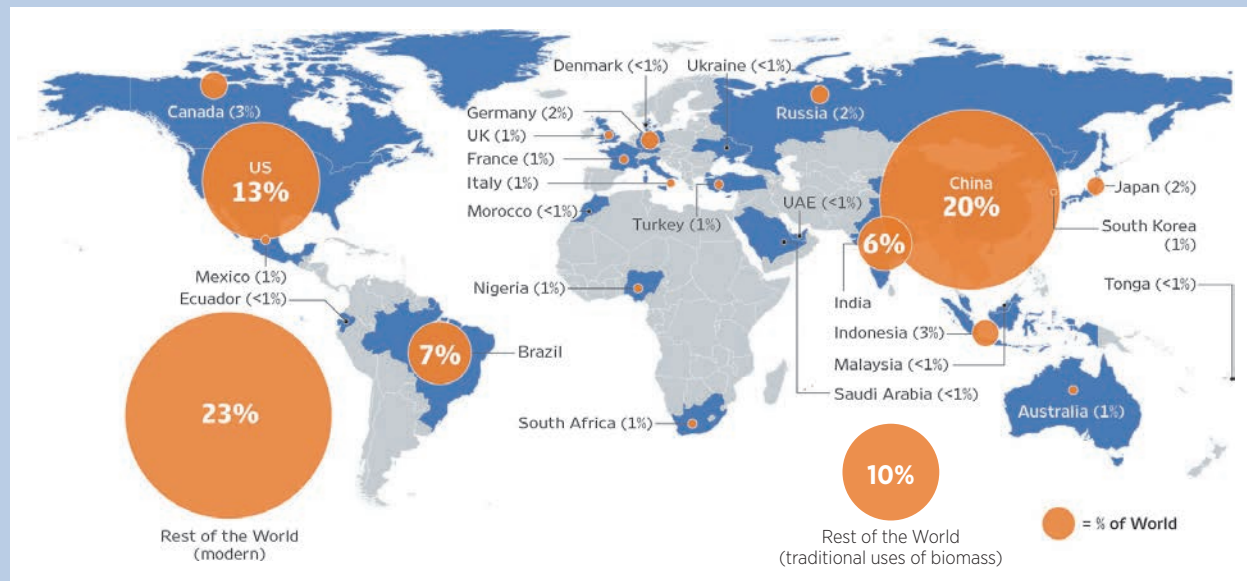 Denmark (<1%)
Ukraine (<1%)
Canada (3%)
Germany (2%)
Russia (2%)
UK (1%)
US
13%
France (1%)
China
20%
Italy (1%)
Japan (2%)
Morocco (<1%)
Turkey (1%)
UAE (<1%)
South Korea
(1%)
6%
Mexico (1%)
Tonga (<1%)
Ecuador (<1%)
Nigeria (1%)
India
Indonesia (3%)
7%
Brazil
Malaysia (<1%)
Saudi Arabia (<1%)
23%
South Africa (1%)
Australia (1%)
10%
= % of World
Rest of the World
(modern)
Rest of the World
(traditional uses of biomass)